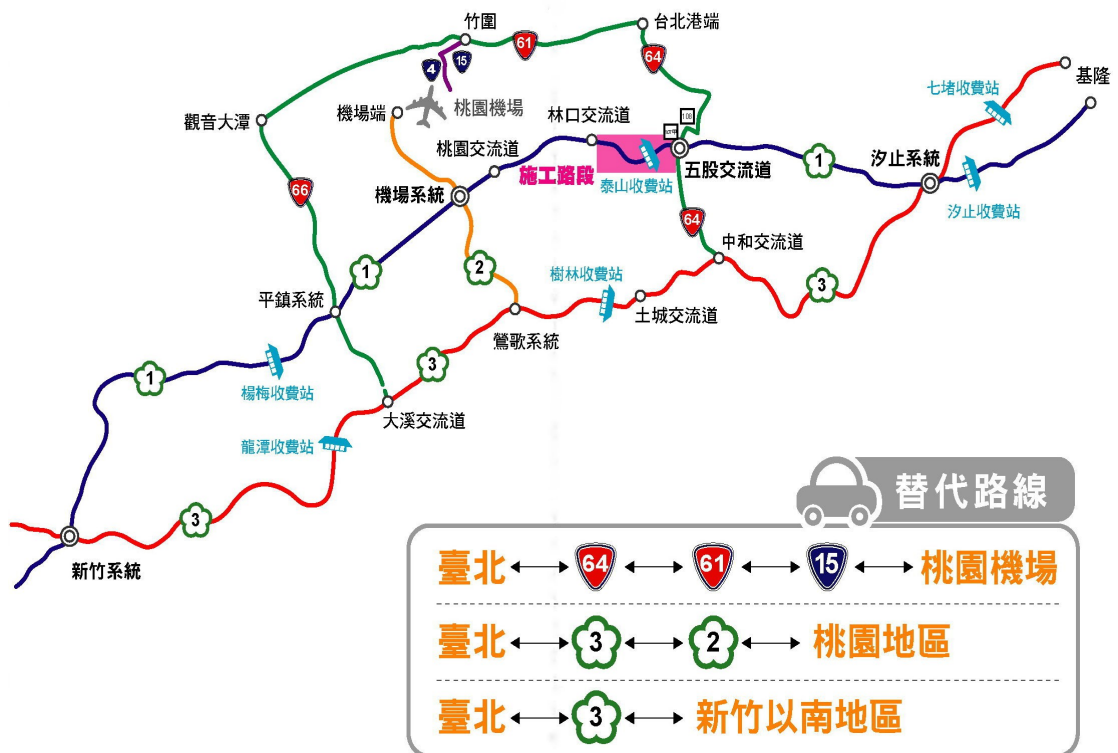 竹圍
台北港端
61
64
15
4
基隆
七堵收費站
桃園機場
機場端
觀音大潭
林口交流道
108
桃園交流道
施工路段
泰山收費站
五股交流道
1
汐止系統
汐止收費站
66
機場系統
64
中和交流道
1
2
樹林收費站
3
平鎮系統
土城交流道
鶯歌系統
3
1
楊梅收費站
大溪交流道
龍潭收費站
3
新竹系統
替代路線
臺北 64 61 15 桃園機場
臺北 3 2 桃園地區
臺北 3 新竹以南地區